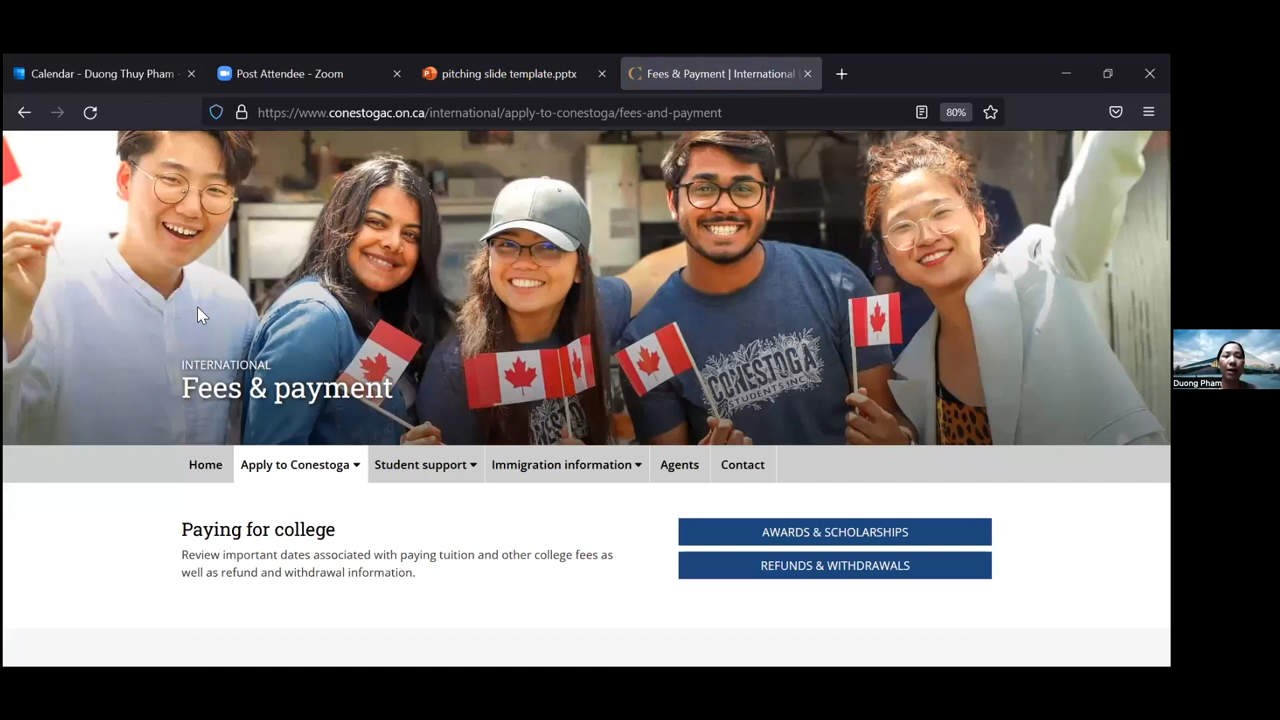 Calendar - Duong Thuy Pham -
Post Attendee - Zoom
pitching slide template.pptx
Fees & Payment | International
https://www.conestogac.on.ca/international/apply-to-conestoga/fees-and-payment
80%
CONESTOGA
STUDENTS INC
INTERNATIONAL
Fees & payment
Duong Pham
Home
Apply to Conestoga
Student support
Immigration information
Agents
Contact
Paying for college
Review important dates associated with paying tuition and other college fees as
well as refund and withdrawal information.
AWARDS & SCHOLARSHIPS
REFUNDS & WITHDRAWALS